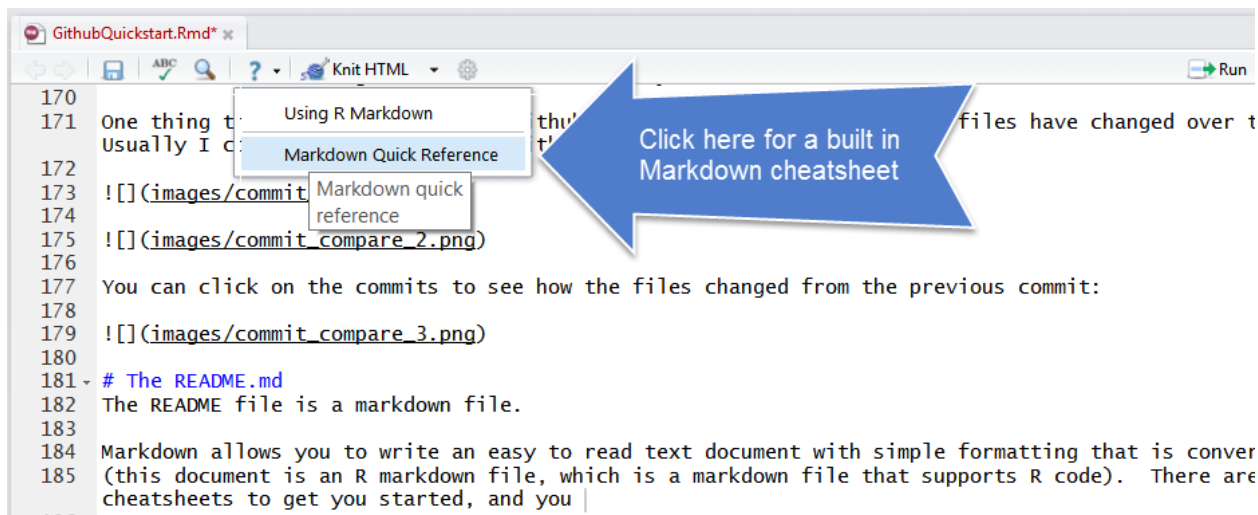 GithubQuickstart.Rmd* ×
ABC ? Knit HTML Run
170
171 One thing t thub files have changed over t
Usually I c
Using R Markdown
Markdown Quick Reference
Markdown quick
reference
Click here for a built in
Markdown cheatsheet
172
173 ![](images/commit_
174
175 ![](images/commit_compare_2.png)
176
177 You can click on the commits to see how the files changed from the previous commit:
178
179 ![](images/commit_compare_3.png)
180
181 # The README.md
182 The README file is a markdown file.
183
184 Markdown allows you to write an easy to read text document with simple formatting that is conver
185 (this document is an R markdown file, which is a markdown file that supports R code).  There are
cheatsheets to get you started, and you